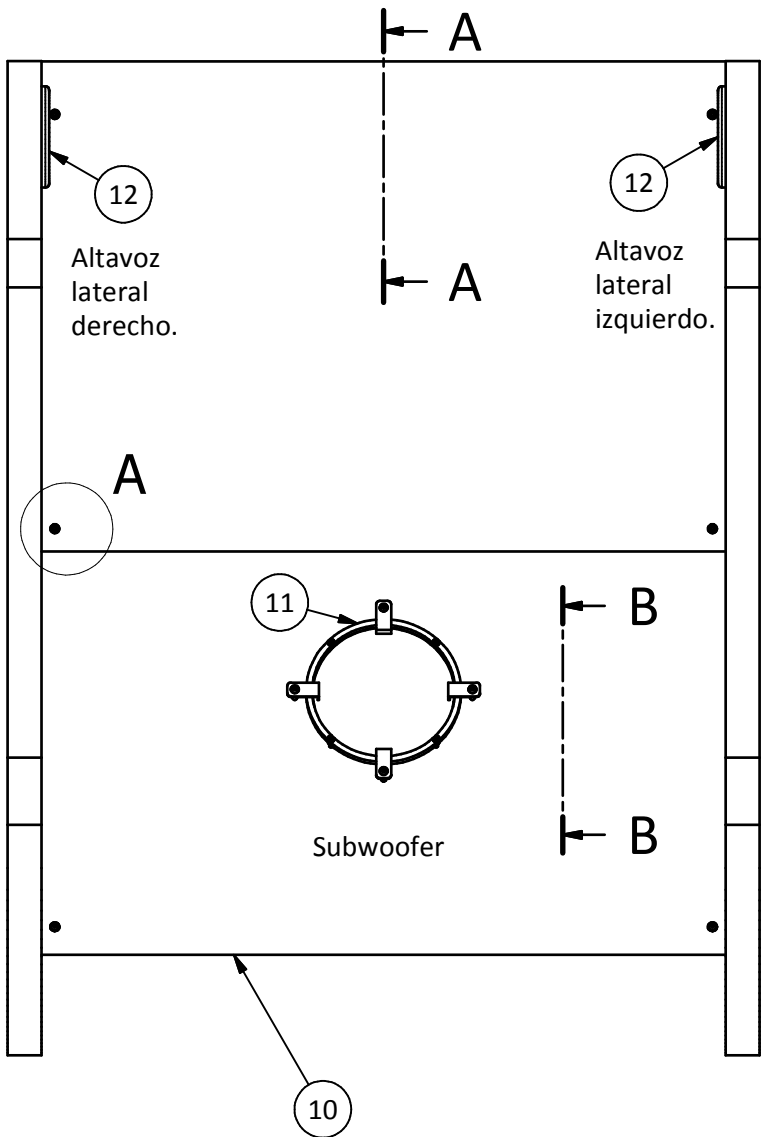 A
12
12
Altavoz
lateral
derecho.
Altavoz
lateral
izquierdo.
A
A
11
B
B
Subwoofer
10